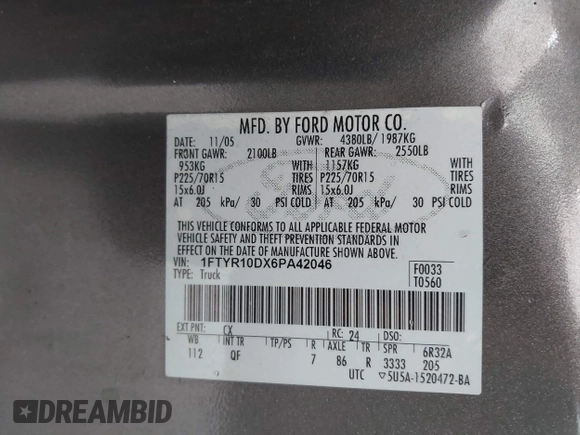 MFD. BY FORD MOTOR CO.
DATE: 11/05 GVWR: 4380LB/ 1987KG
FRONT GAWR: 2100LB REAR GAWR: 2550LB
953KG WITH 1157KG WITH
P225/70R15 TIRES P225/70R15 TIRES
15x6.0J RIMS 15x6.0J RIMS
AT 205 kPa/ 30 PSI COLD AT 205 kPa/ 30 PSI COLD
THIS VEHICLE CONFORMS TO ALL APPLICABLE FEDERAL MOTOR
VEHICLE SAFETY AND THEFT PREVENTION STANDARDS IN
EFFECT ON THE DATE OF MANUFACTURE SHOWN ABOVE.
VIN: 1FTYR10DX6PA42046 F0033
TYPE: Truck T0560
EXT PNT: CX RC: 24 DSO:
WB INT TR TP/PS R AXLE TR SPR 6R32A
112 QF 7 86 R 3333 205
UTC 5U5A-1520472-BA
DREAMBID